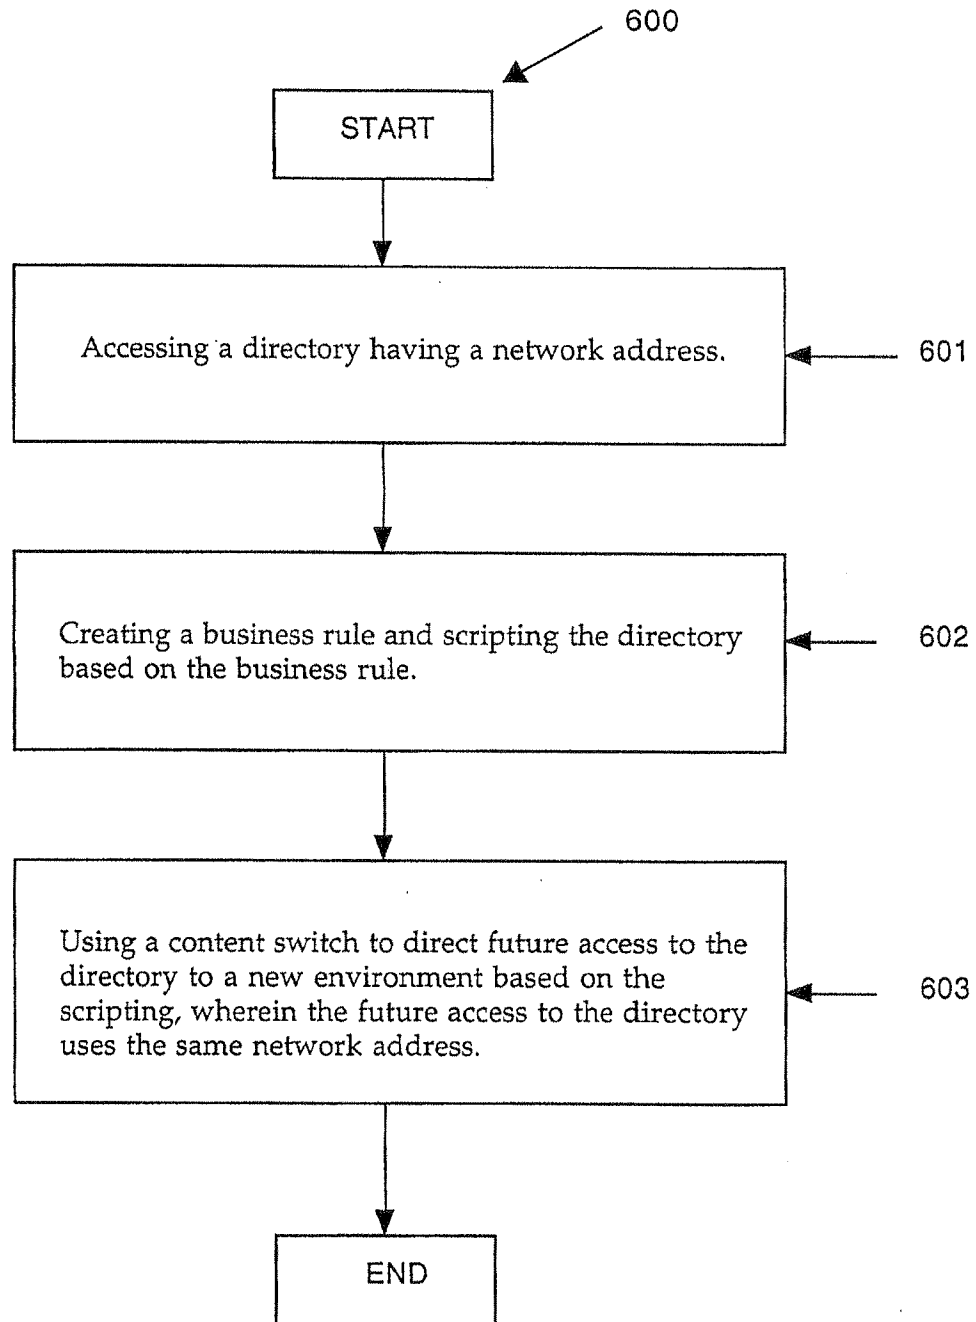 600
START
Accessing a directory having a network address.
601
Creating a business rule and scripting the directory
based on the business rule.
602
Using a content switch to direct future access to the
directory to a new environment based on the
scripting, wherein the future access to the directory
uses the same network address.
603
END